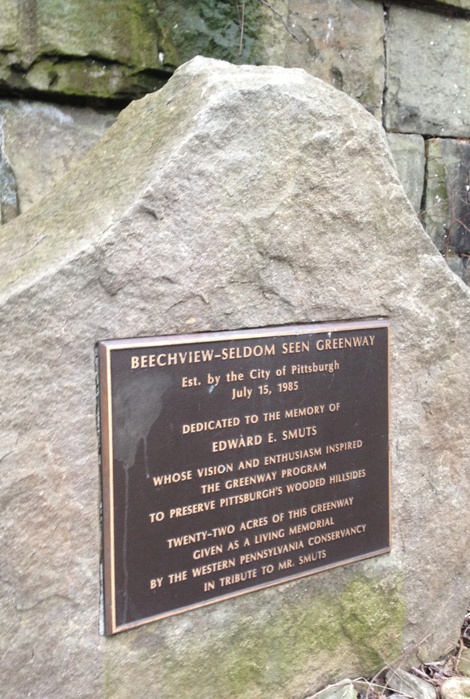 BEECHVIEW-SELDOM SEEN GREENWAY
Est. by the City of Pittsburgh
July 15, 1985
DEDICATED TO THE MEMORY OF
EDWARD E. SMUTS
WHOSE VISION AND ENTHUSIASM INSPIRED
THE GREENWAY PROGRAM
TO PRESERVE PITTSBURGH'S WOODED HILLSIDES
TWENTY-TWO ACRES OF THIS GREENWAY
GIVEN AS A LIVING MEMORIAL
BY THE WESTERN PENNSYLVANIA CONSERVANCY
IN TRIBUTE TO MR. SMUTS